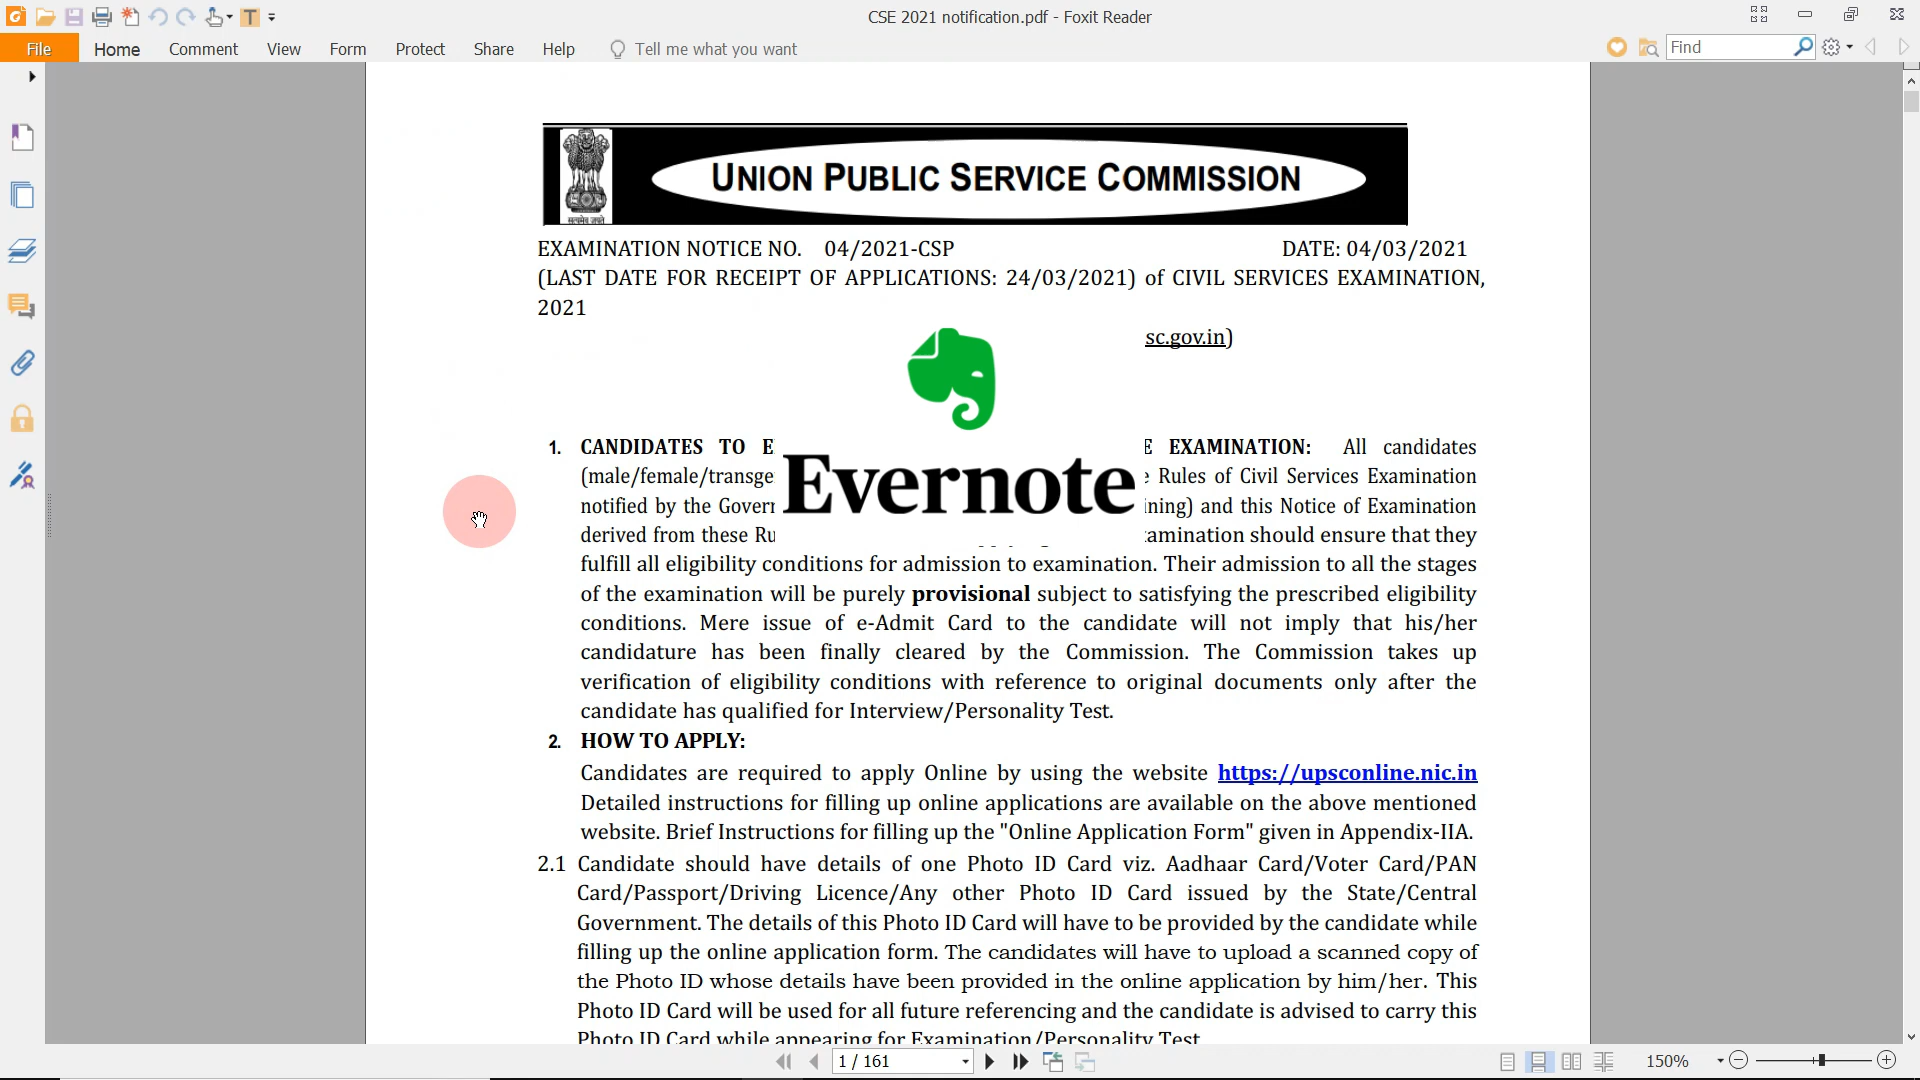 CSE 2021 notification.pdf - Foxit Reader
File Home Comment View Form Protect Share Help Tell me what you want Find
UNION PUBLIC SERVICE COMMISSION
सत्यमेव जयते
EXAMINATION NOTICE NO. 04/2021-CSP DATE: 04/03/2021
(LAST DATE FOR RECEIPT OF APPLICATIONS: 24/03/2021) of CIVIL SERVICES EXAMINATION,
2021
sc.gov.in)
Evernote
1. CANDIDATES TO E E EXAMINATION: All candidates
(male/female/transge Rules of Civil Services Examination
notified by the Gover ining) and this Notice of Examination
derived from these Ru amination should ensure that they
fulfill all eligibility conditions for admission to examination. Their admission to all the stages
of the examination will be purely provisional subject to satisfying the prescribed eligibility
conditions. Mere issue of e-Admit Card to the candidate will not imply that his/her
candidature has been finally cleared by the Commission. The Commission takes up
verification of eligibility conditions with reference to original documents only after the
candidate has qualified for Interview/Personality Test.
2. HOW TO APPLY:
Candidates are required to apply Online by using the website https://upsconline.nic.in
Detailed instructions for filling up online applications are available on the above mentioned
website. Brief Instructions for filling up the "Online Application Form" given in Appendix-IIA.
2.1 Candidate should have details of one Photo ID Card viz. Aadhaar Card/Voter Card/PAN
Card/Passport/Driving Licence/Any other Photo ID Card issued by the State/Central
Government. The details of this Photo ID Card will have to be provided by the candidate while
filling up the online application form. The candidates will have to upload a scanned copy of
the Photo ID whose details have been provided in the online application by him/her. This
Photo ID Card will be used for all future referencing and the candidate is advised to carry this
Photo ID Card while appearing for Examination/Personality Test
1 / 161 150%